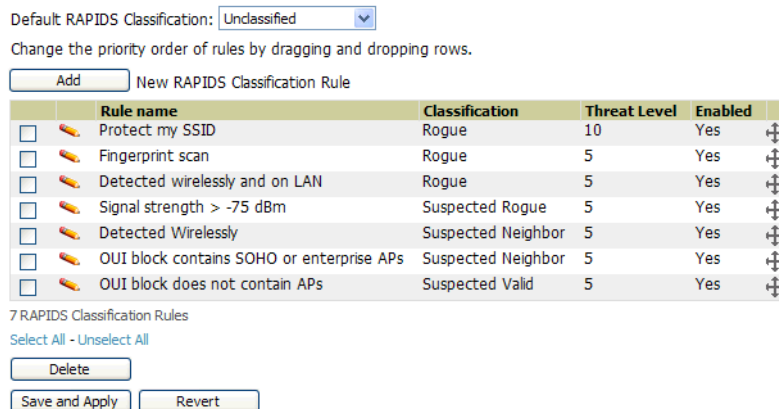 Default RAPIDS Classification: Unclassified
Change the priority order of rules by dragging and dropping rows.
Add New RAPIDS Classification Rule
Rule name Classification Threat Level Enabled
Protect my SSID Rogue 10 Yes
Fingerprint scan Rogue 5 Yes
Detected wirelessly and on LAN Rogue 5 Yes
Signal strength > -75 dBm Suspected Rogue 5 Yes
Detected Wirelessly Suspected Neighbor 5 Yes
OUI block contains SOHO or enterprise APs Suspected Neighbor 5 Yes
OUI block does not contain APs Suspected Valid 5 Yes
7 RAPIDS Classification Rules
Select All - Unselect All
Delete
Save and Apply Revert